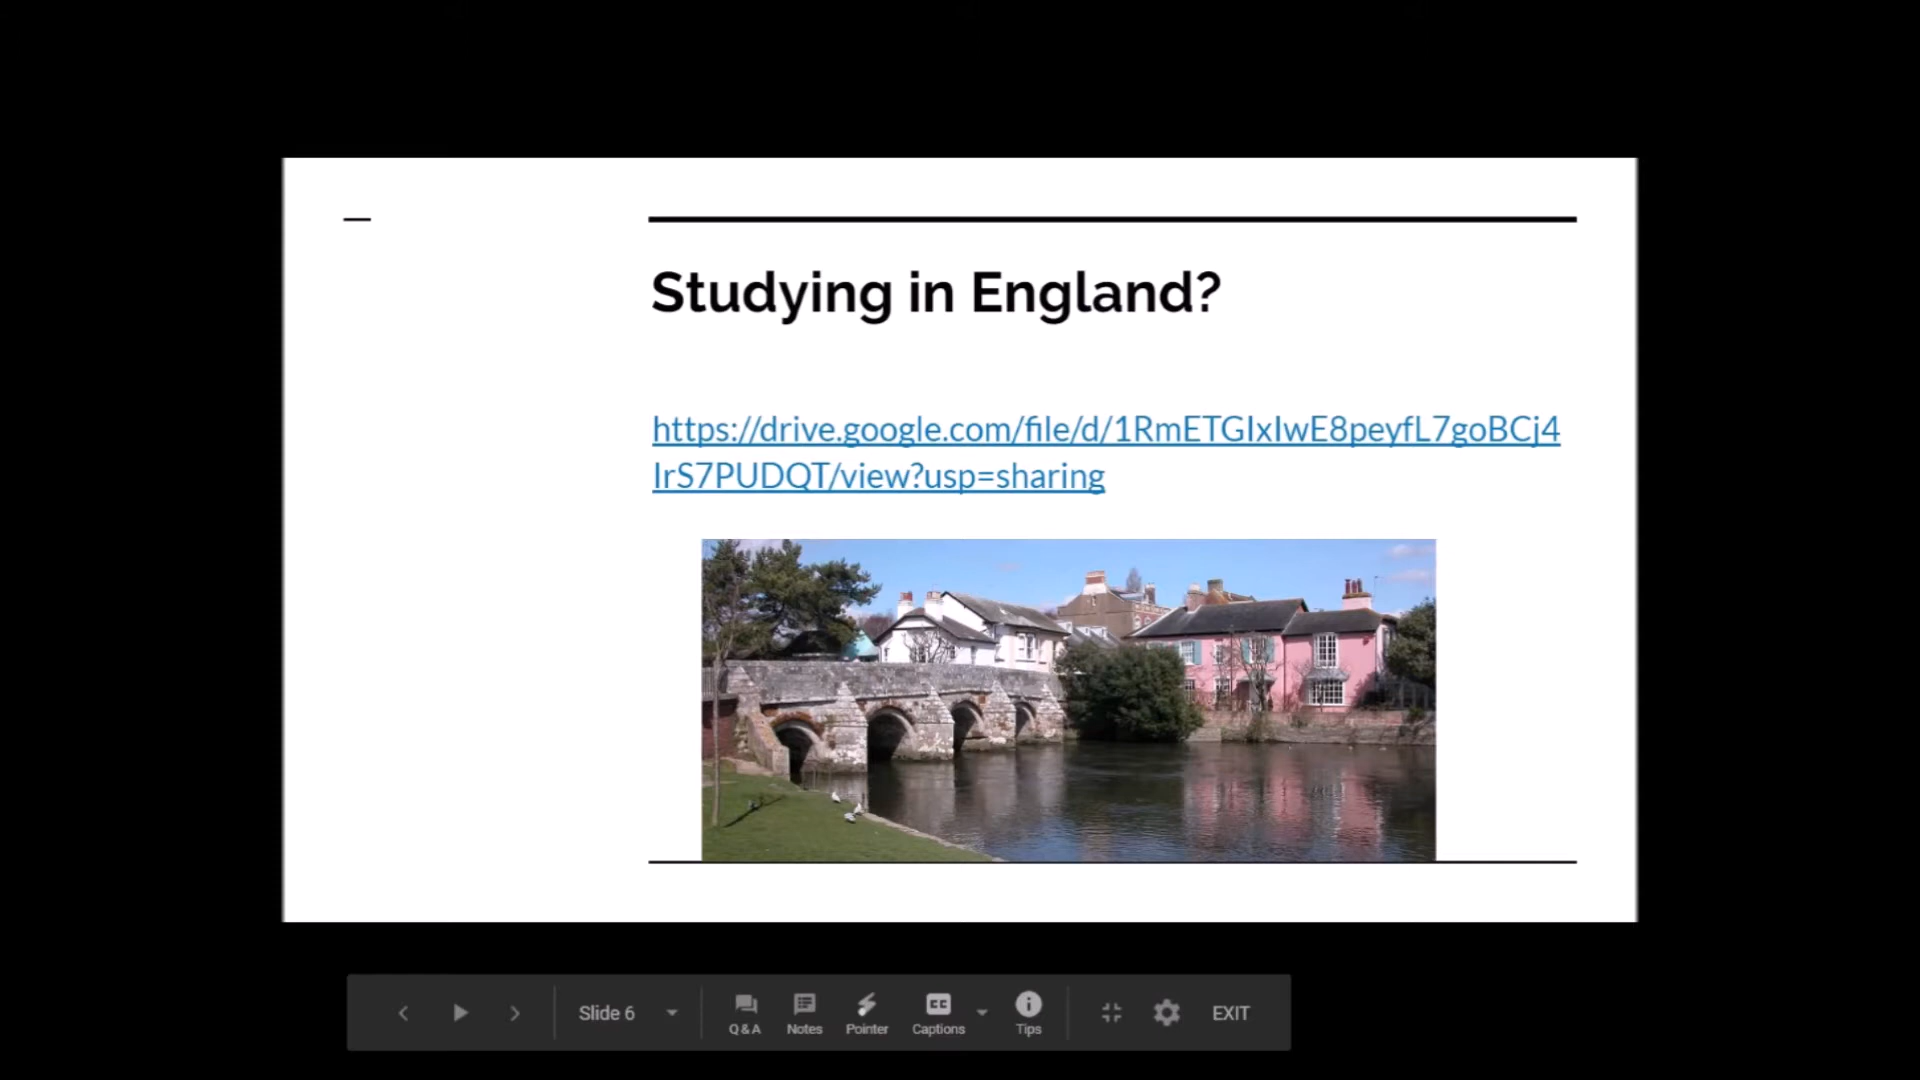 Studying in England?
https://drive.google.com/file/d/1RmETGIxIwE8peyfL7goBCj4
IrS7PUDQT/view?usp=sharing
Slide 6
Q&A
Notes
Pointer
CC
Captions
Tips
EXIT